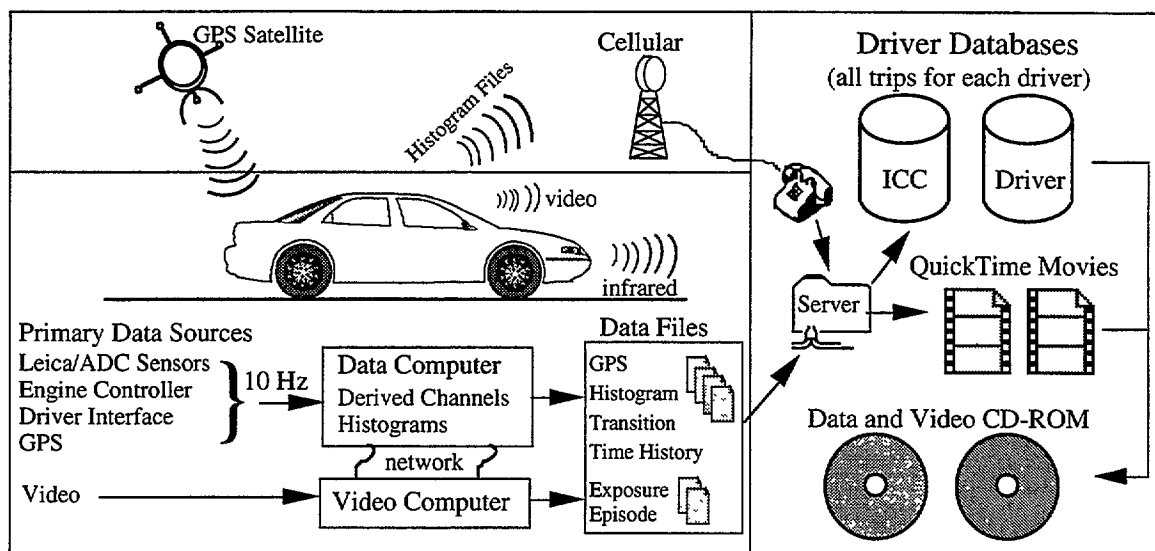 GPS Satellite
Histogram Files
Cellular
video
infrared
Primary Data Sources
Leica/ADC Sensors
Engine Controller
Driver Interface
GPS
10 Hz
Video
Data Computer
Derived Channels
Histograms
network
Video Computer
Data Files
GPS
Histogram
Transition
Time History
Exposure
Episode
Driver Databases
(all trips for each driver)
ICC
Driver
Server
QuickTime Movies
Data and Video CD-ROM